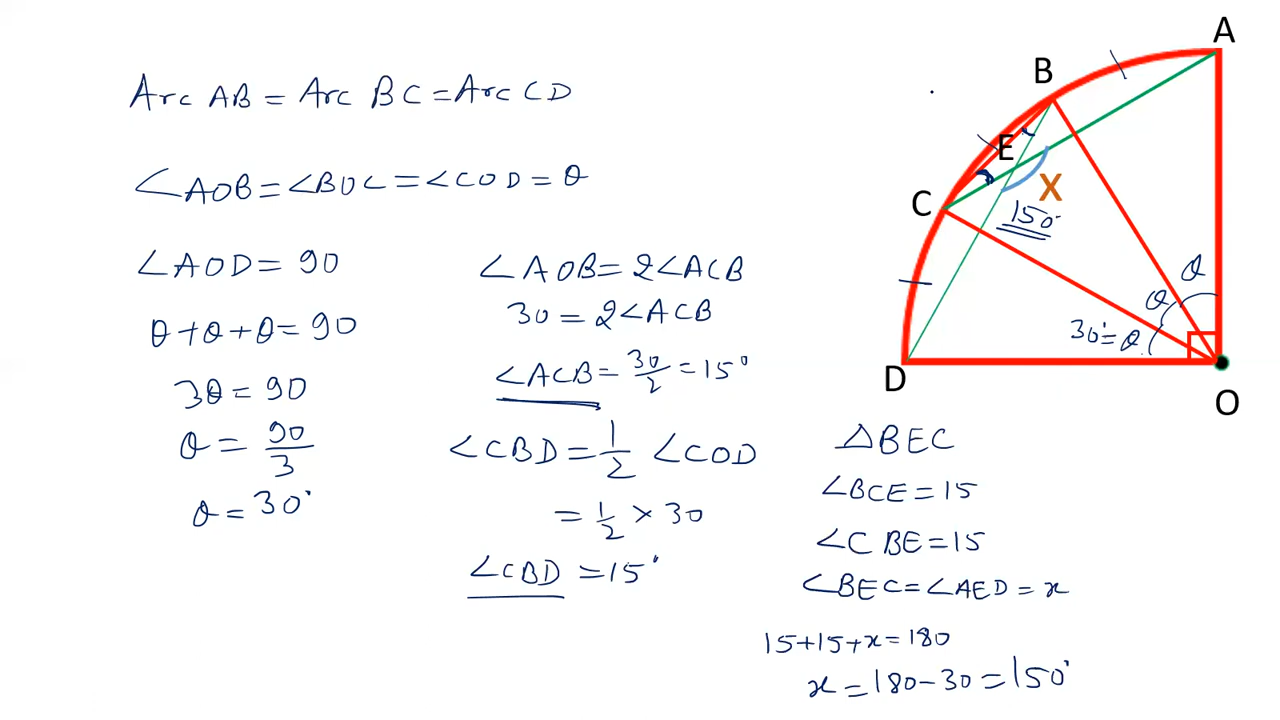 Arc AB = Arc BC = Arc CD
∠AOB = ∠BOC = ∠COD = θ
∠AOD = 90
θ + θ + θ = 90
3θ = 90
θ = 90/3
θ = 30°
∠AOB = 2∠ACB
30 = 2∠ACB
∠ACB = 30/2 = 15°
∠CBD = 1/2 ∠COD
= 1/2 × 30
∠CBD = 15°
A
B
E
X
C
150°
θ
θ
30° = θ
D
O
△BEC
∠BCE = 15
∠CBE = 15
∠BEC = ∠AED = x
15 + 15 + x = 180
x = 180 - 30 = 150°